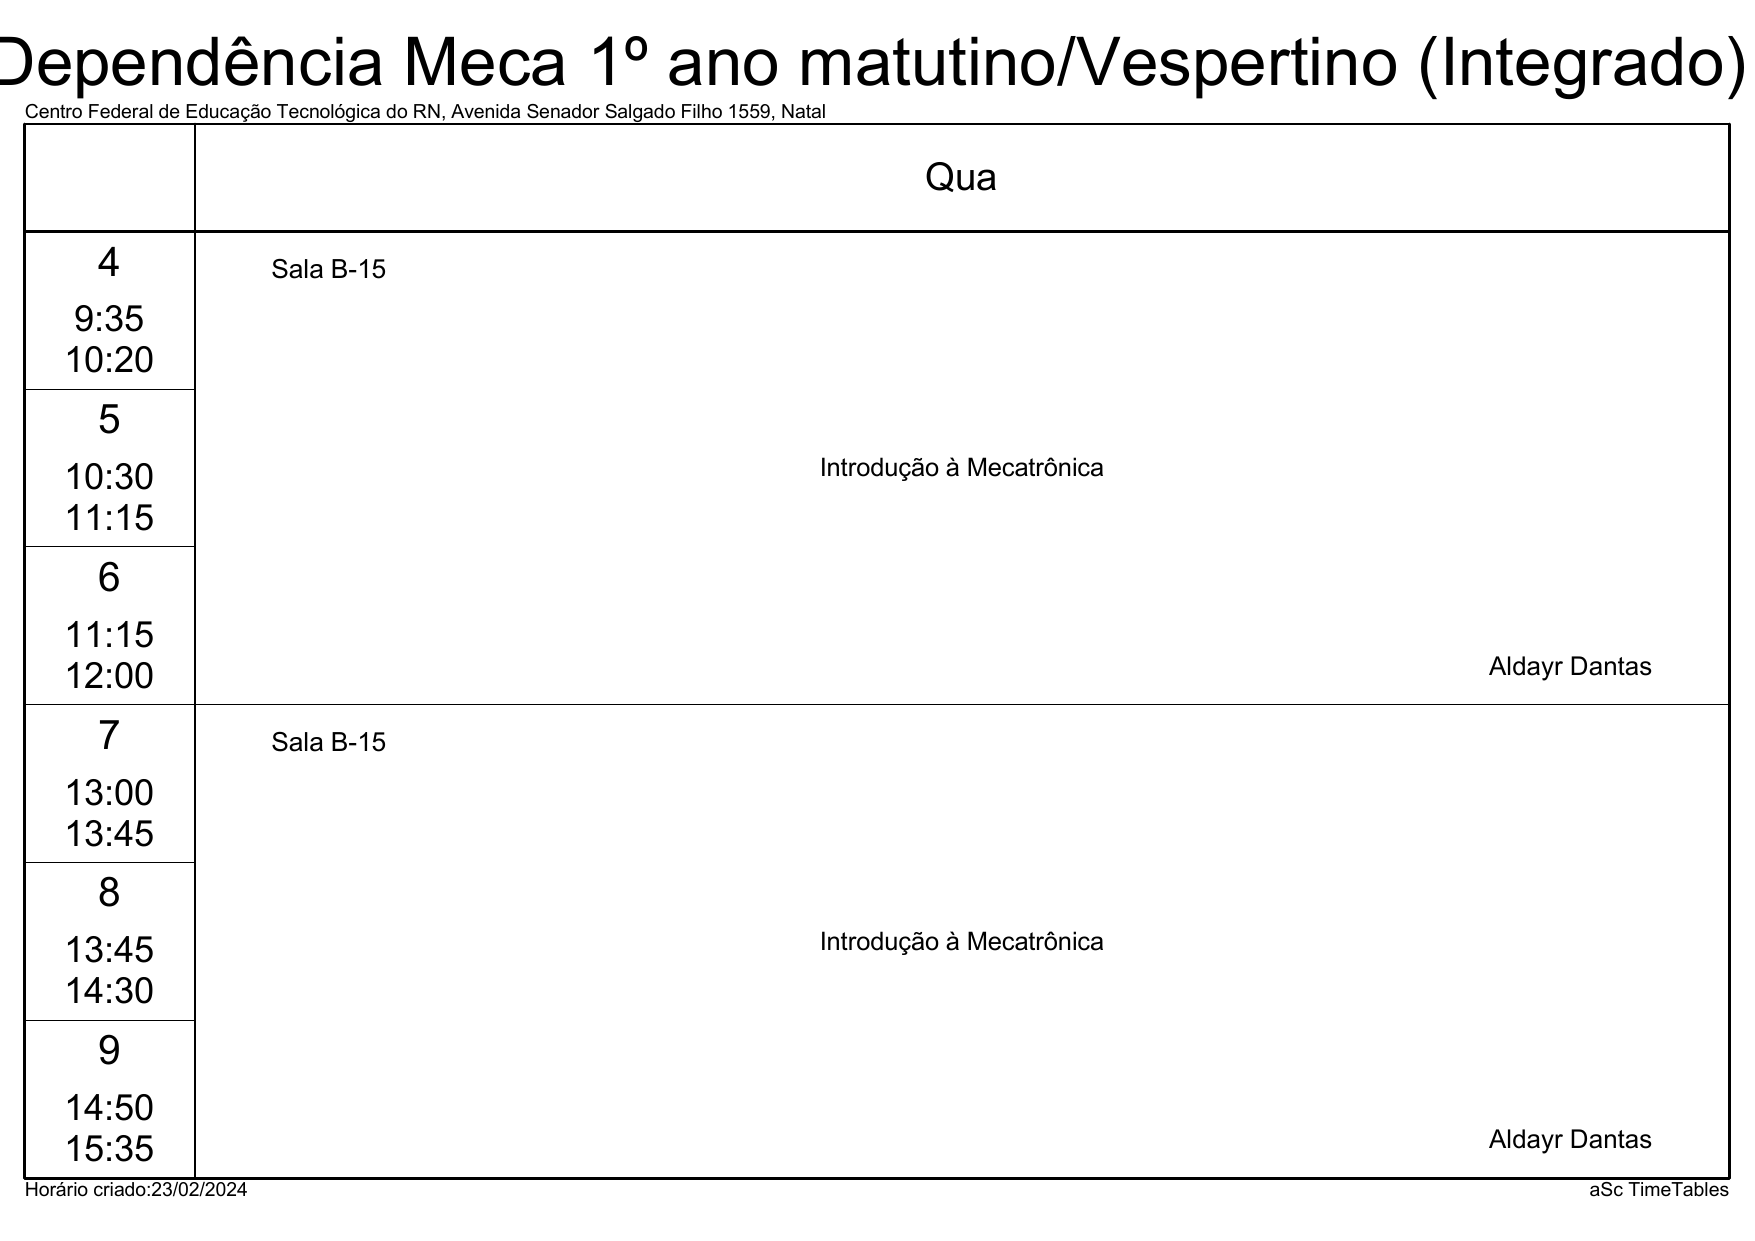 Dependência Meca 1º ano matutino/Vespertino (Integrado)
Centro Federal de Educação Tecnológica do RN, Avenida Senador Salgado Filho 1559, Natal
Qua
4
9:35
10:20
Sala B-15
5
10:30
11:15
Introdução à Mecatrônica
6
11:15
12:00
Aldayr Dantas
7
13:00
13:45
Sala B-15
8
13:45
14:30
Introdução à Mecatrônica
9
14:50
15:35
Aldayr Dantas
Horário criado:23/02/2024
aSc TimeTables